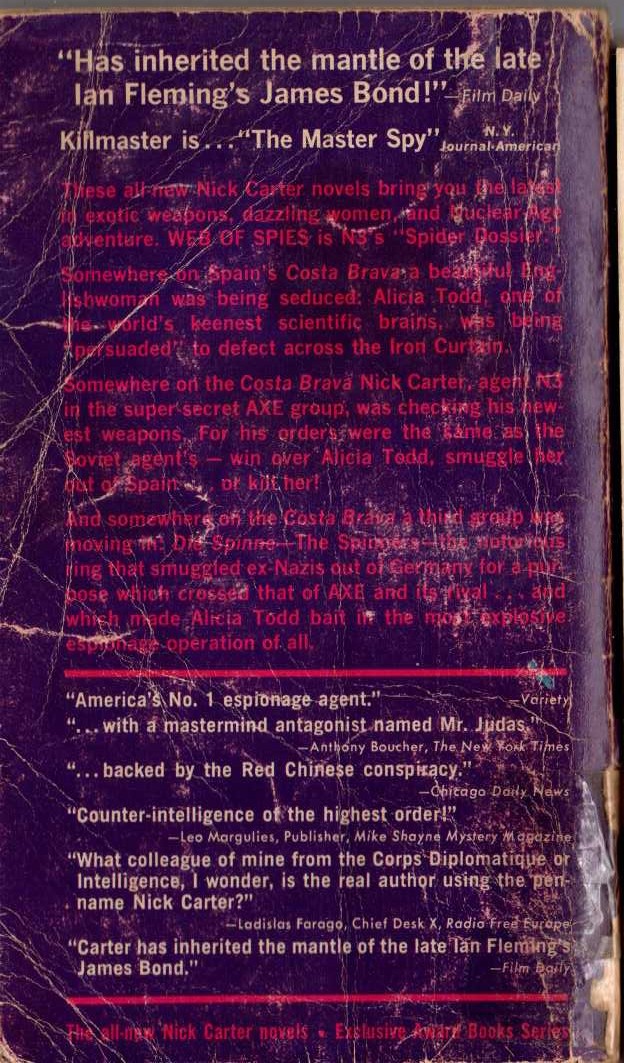 “Has inherited the mantle of the late
Ian Fleming’s James Bond!” —Film Daily
Killmaster is...“The Master Spy” N.Y.
Journal-American
These all-new Nick Carter novels bring you the latest
in exotic weapons, dazzling women, and Nuclear Age
adventure. WEB OF SPIES is N3’s “Spider Dossier”!
Somewhere on Spain’s Costa Brava a beautiful Eng-
lishwoman was being seduced: Alicia Todd, one of
the world’s keenest scientific brains, was being
“persuaded” to defect across the Iron Curtain.
Somewhere on the Costa Brava Nick Carter, agent N3
in the super-secret AXE group, was checking his new-
est weapons. For his orders were the same as the
Soviet agent’s — win over Alicia Todd, smuggle her
out of Spain . . . or kill her!
And somewhere on the Costa Brava a third group was
moving in: Die Spinne—The Spinners—the notorious
ring that smuggled ex-Nazis out of Germany for a pur-
pose which crossed that of AXE and its rival . . . and
which made Alicia Todd bait in the most explosive
espionage operation of all.
“America’s No. 1 espionage agent.” —Variety
“...with a mastermind antagonist named Mr. Judas.”
—Anthony Boucher, The New York Times
“...backed by the Red Chinese conspiracy.”
—Chicago Daily News
“Counter-intelligence of the highest order!”
—Leo Margulies, Publisher, Mike Shayne Mystery Magazine
“What colleague of mine from the Corps Diplomatique or
Intelligence, I wonder, is the real author using the pen-
name Nick Carter?”
—Ladislas Farago, Chief Desk X, Radio Free Europe
“Carter has inherited the mantle of the late Ian Fleming’s
James Bond.” —Film Daily
The all-new Nick Carter novels • Exclusive Award Books Series